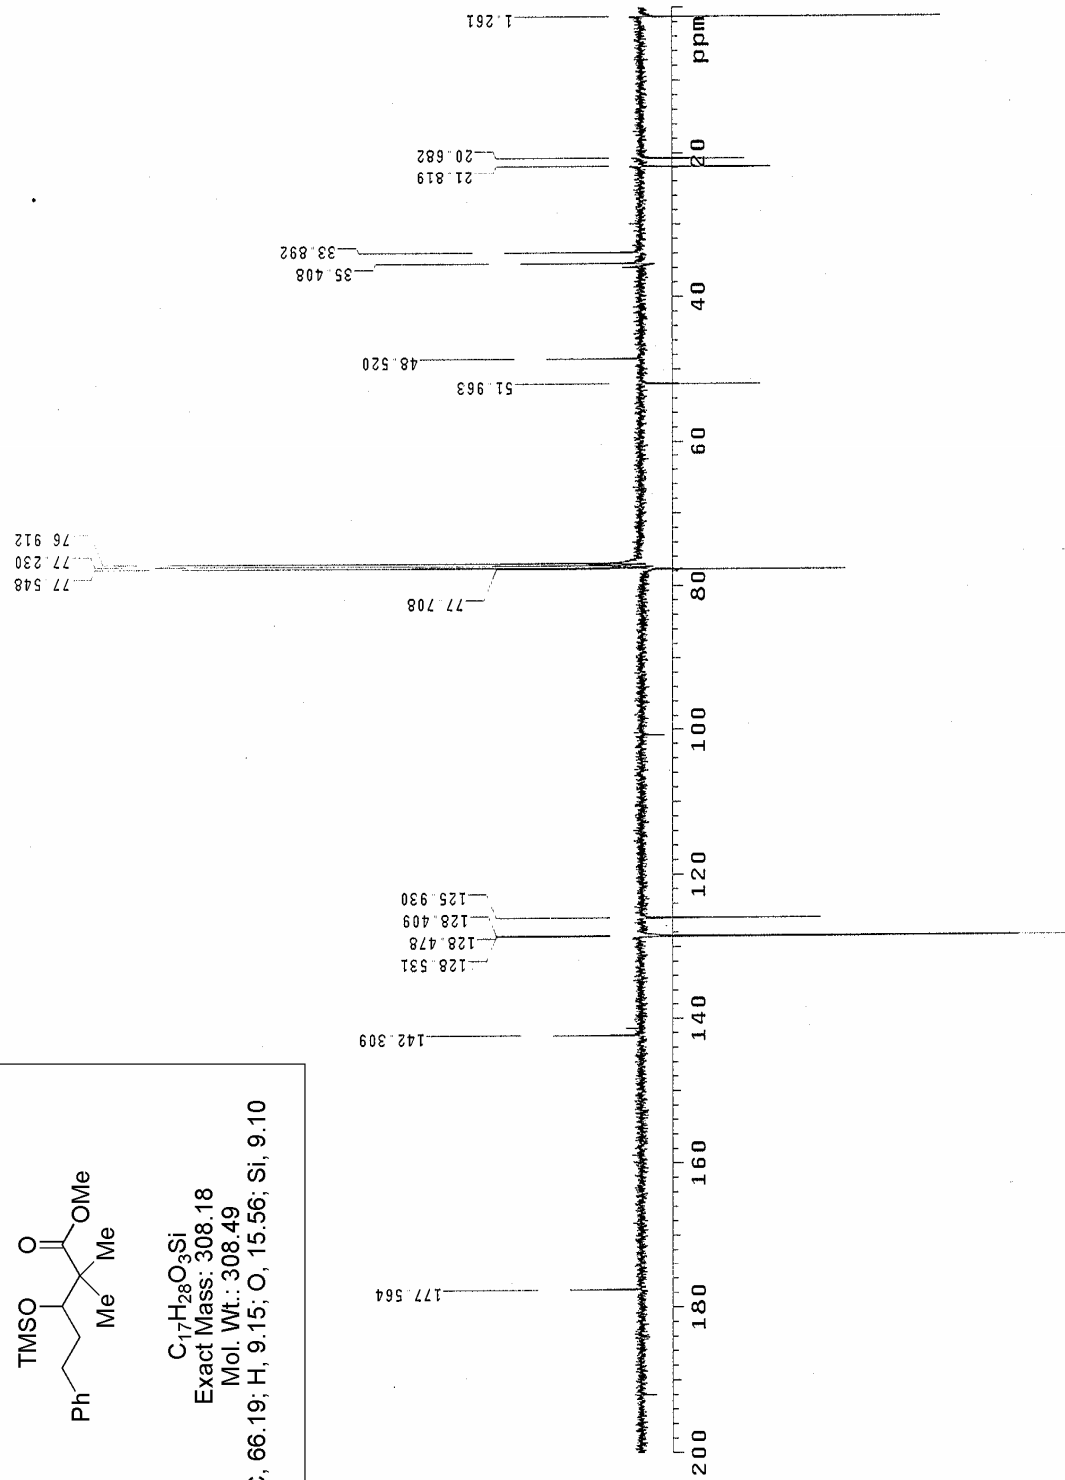 1.261
ppm
20.682
21.819
20
33.892
35.408
40
48.520
51.963
60
76.912
77.230
77.548
77.708
80
100
125.930
128.409
128.478
128.531
120
142.309
140
160
177.564
180
200
TMSO
O
OMe
Ph
Me
Me
C17H28O3Si
Exact Mass: 308.18
Mol. Wt.: 308.49
, 66.19; H, 9.15; O, 15.56; Si, 9.10